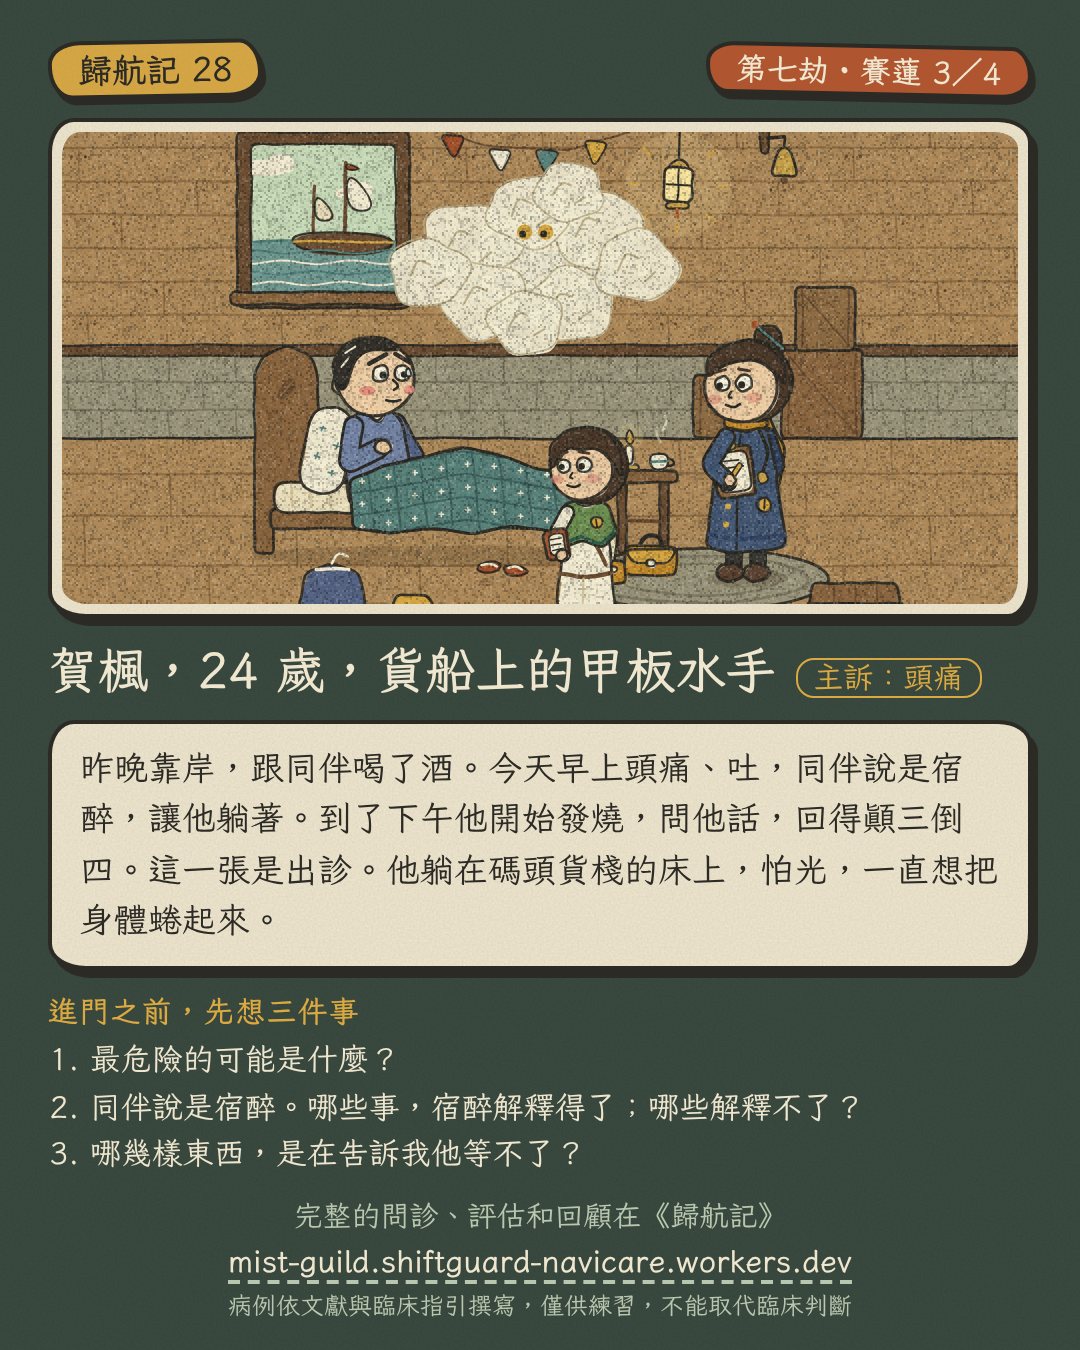 歸航記 28
第七劫・賽蓮 3／4
賀楓，24 歲，貨船上的甲板水手
主訴：頭痛
昨晚靠岸，跟同伴喝了酒。今天早上頭痛、吐，同伴說是宿
醉，讓他躺著。到了下午他開始發燒，問他話，回得顛三倒
四。這一張是出診。他躺在碼頭貨棧的床上，怕光，一直想把
身體蜷起來。
進門之前，先想三件事
1. 最危險的可能是什麼？
2. 同伴說是宿醉。哪些事，宿醉解釋得了；哪些解釋不了？
3. 哪幾樣東西，是在告訴我他等不了？
完整的問診、評估和回顧在《歸航記》
mist-guild.shiftguard-navicare.workers.dev
病例依文獻與臨床指引撰寫，僅供練習，不能取代臨床判斷